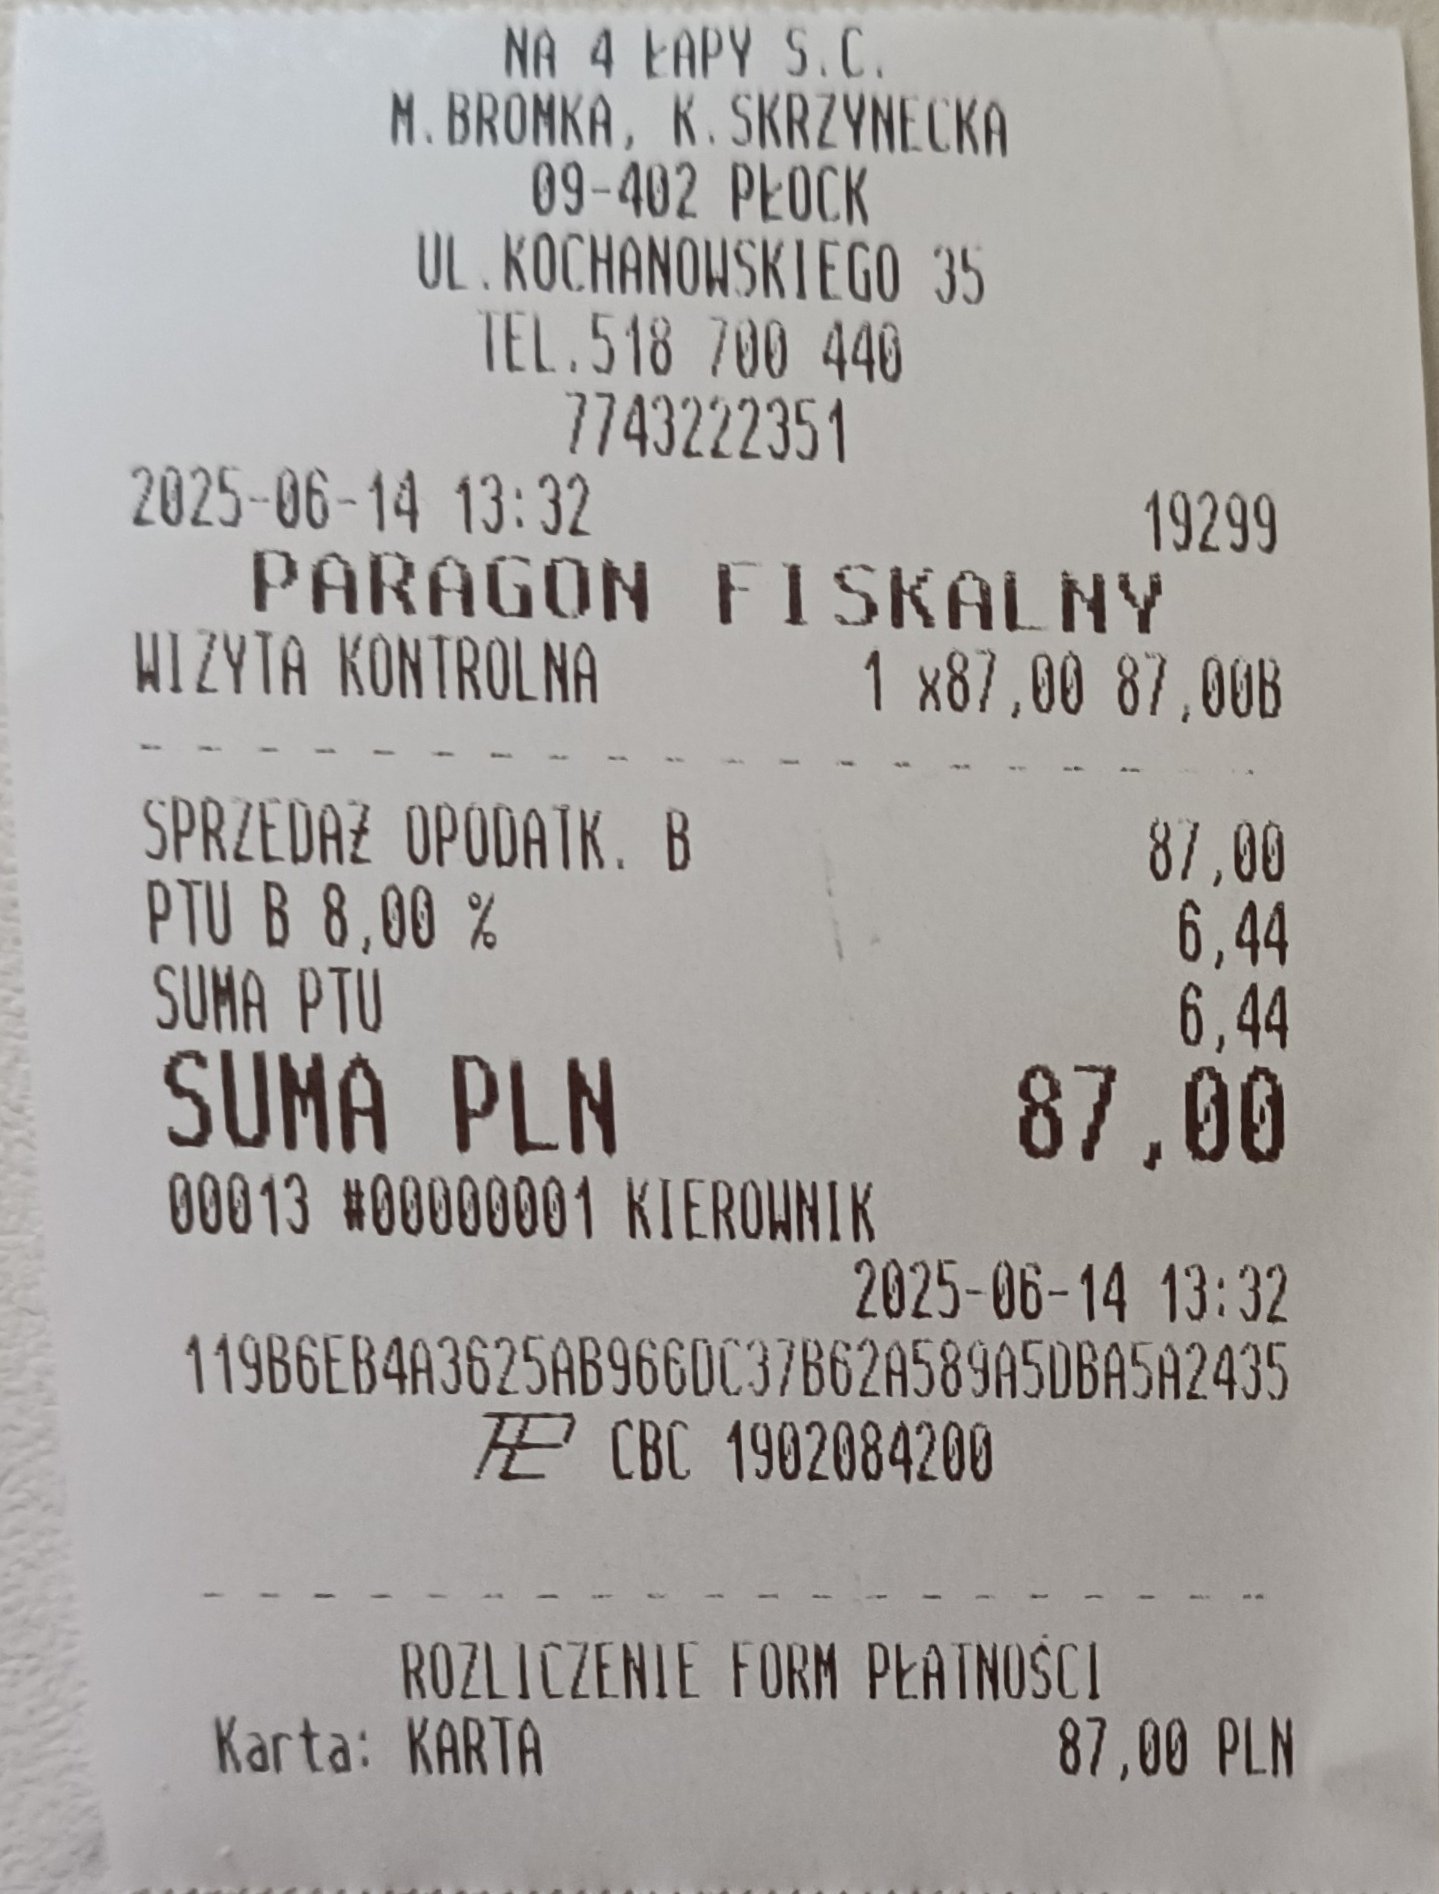 NA 4 ŁAPY S.C.
M.BROMKA, K.SKRZYNECKA
09-402 PŁOCK
UL.KOCHANOWSKIEGO 35
TEL.518 700 440
7743222351
2025-06-14 13:32 19299
PARAGON FISKALNY
WIZYTA KONTROLNA 1 x87,00 87,00B
SPRZEDAŻ OPODATK. B 87,00
PTU B 8,00 % 6,44
SUMA PTU 6,44
SUMA PLN 87,00
00013 #00000001 KIEROWNIK
2025-06-14 13:32
119B6EB4A3625AB966DC37B62A589A5DBA5A2435
CBC 1902084200
ROZLICZENIE FORM PŁATNOŚCI
Karta: KARTA 87,00 PLN